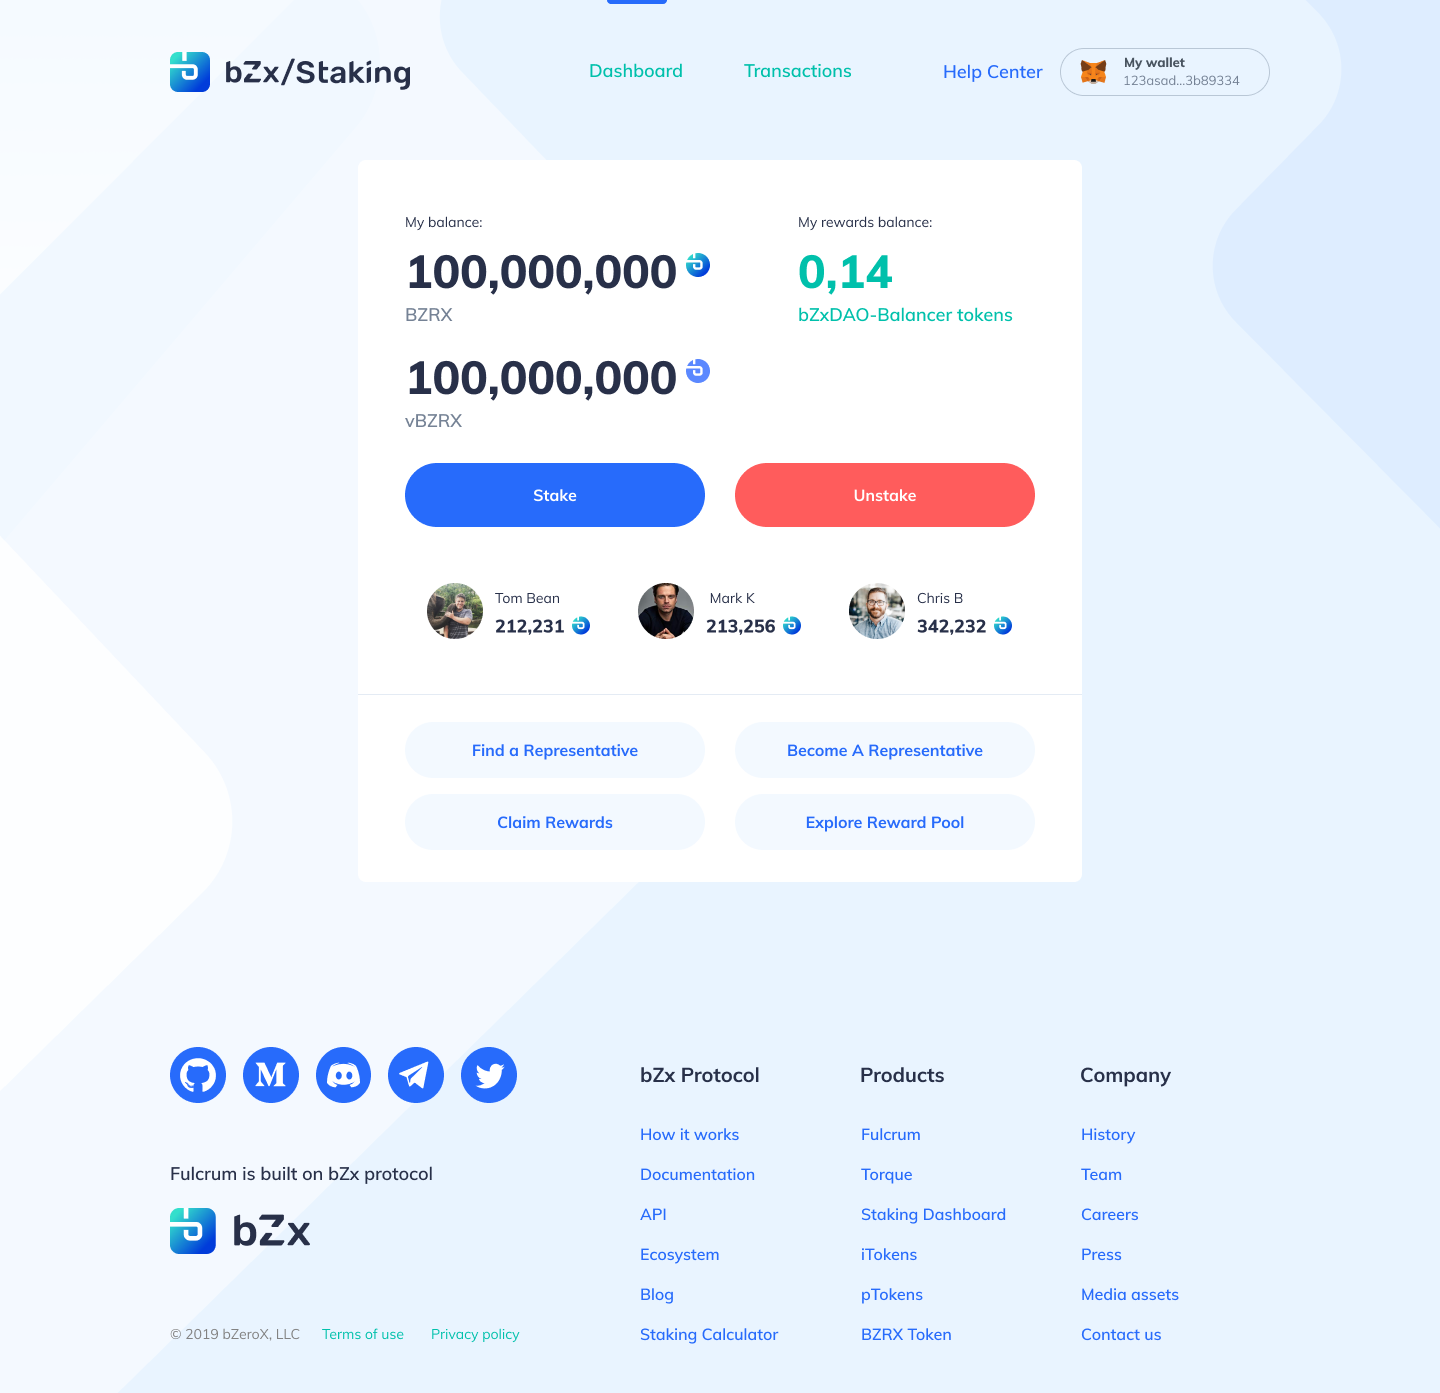 bZx/Staking
Dashboard
Transactions
Help Center
My wallet
123asad...3b89334
My balance:
100,000,000
BZRX
100,000,000
vBZRX
My rewards balance:
0,14
bZxDAO-Balancer tokens
Stake
Unstake
Tom Bean
212,231
Mark K
213,256
Chris B
342,232
Find a Representative
Become A Representative
Claim Rewards
Explore Reward Pool
Fulcrum is built on bZx protocol
bZx
© 2019 bZeroX, LLC
Terms of use
Privacy policy
bZx Protocol
How it works
Documentation
API
Ecosystem
Blog
Staking Calculator
Products
Fulcrum
Torque
Staking Dashboard
iTokens
pTokens
BZRX Token
Company
History
Team
Careers
Press
Media assets
Contact us